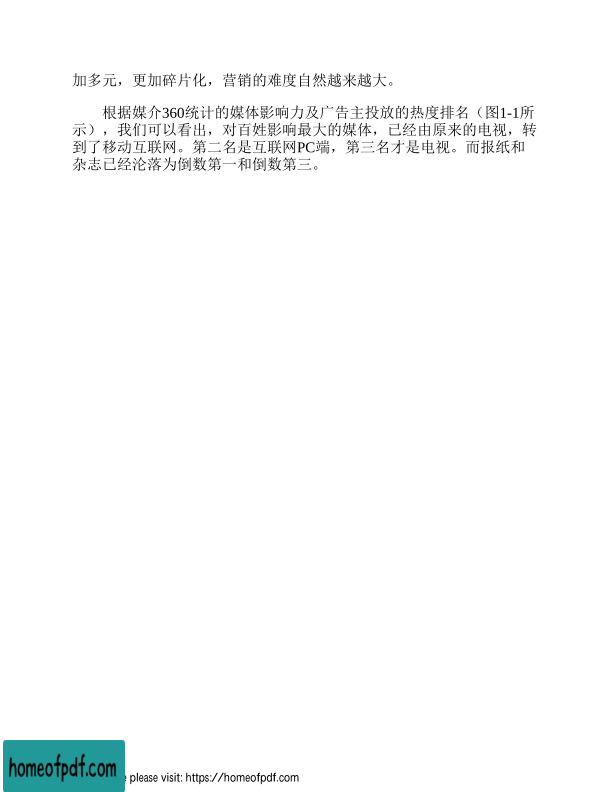 加多元，更加碎片化，营销的难度自然越来越大。
根据媒介360统计的媒体影响力及广告主投放的热度排名（图1-1所
示），我们可以看出，对百姓影响最大的媒体，已经由原来的电视，转
到了移动互联网。第二名是互联网PC端，第三名才是电视。而报纸和
杂志已经沦落为倒数第一和倒数第三。
homeofpdf.com
e please visit: https://homeofpdf.com